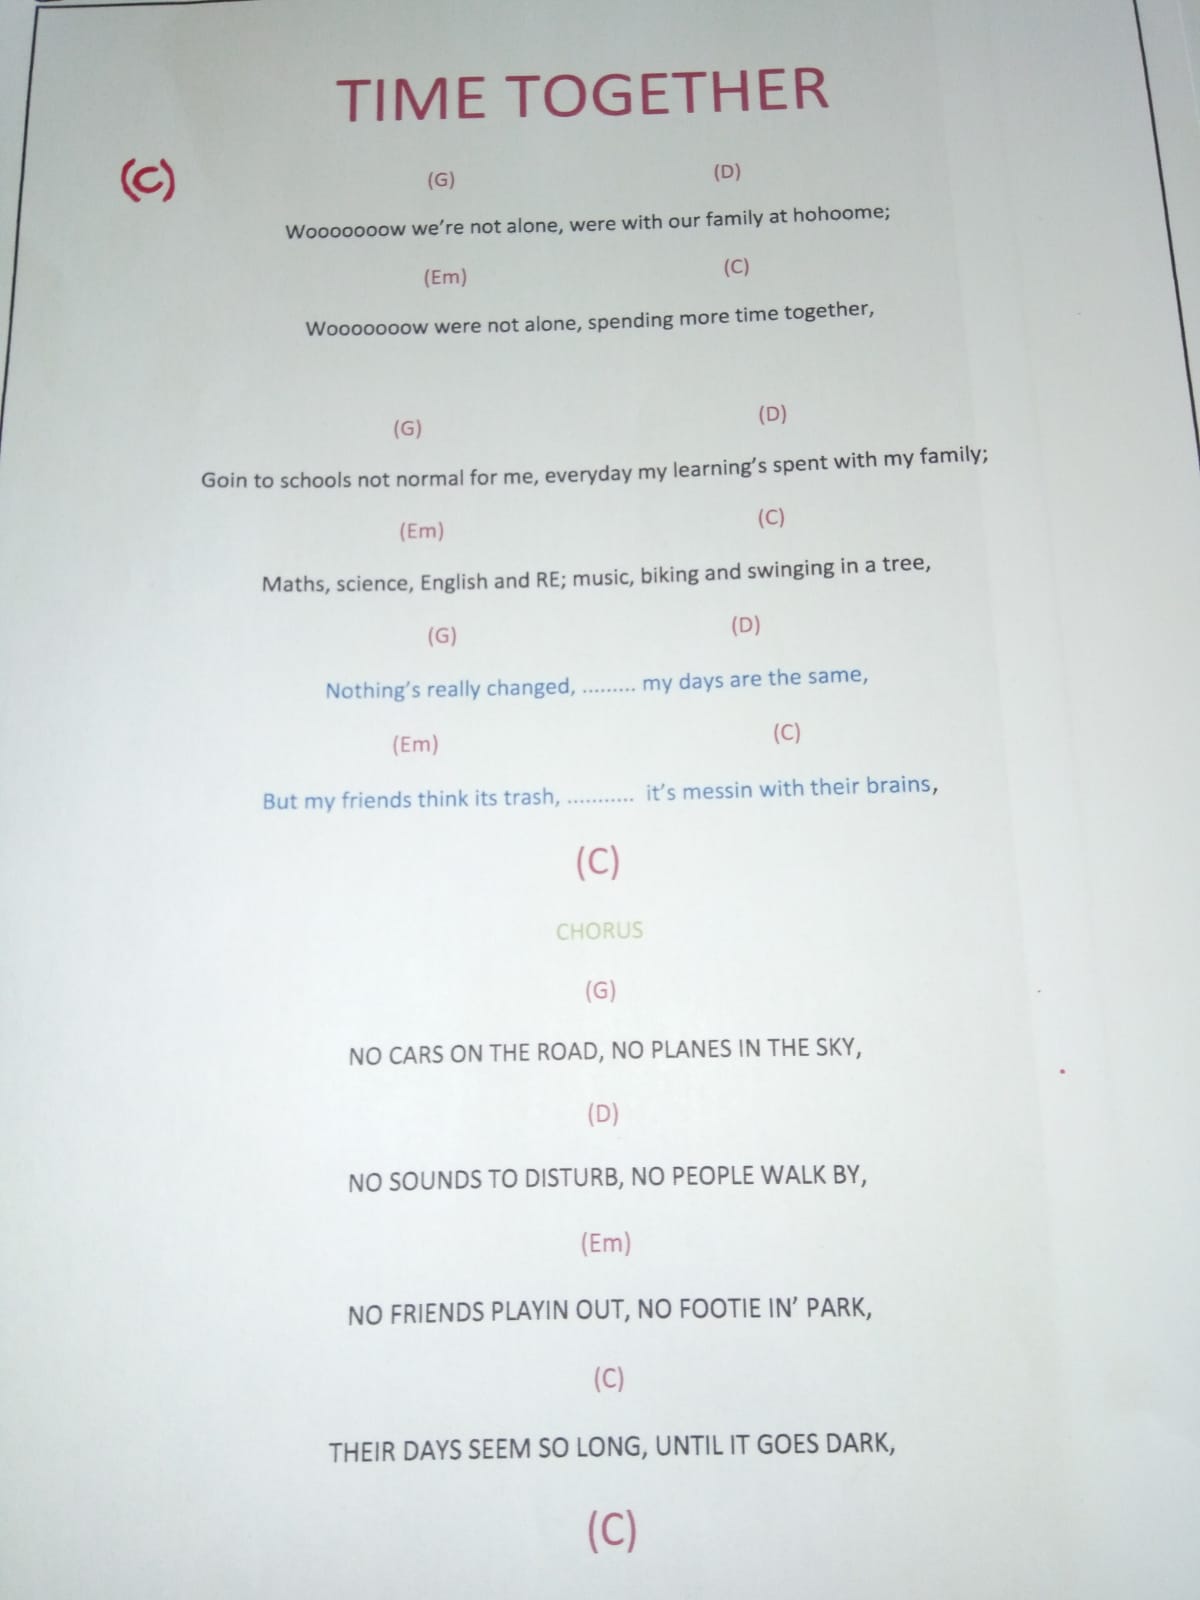 TIME TOGETHER
(C) (G) (D)
Wooooooow we're not alone, were with our family at hohoome;
(Em) (C)
Wooooooow were not alone, spending more time together,
(G) (D)
Goin to schools not normal for me, everyday my learning's spent with my family;
(Em) (C)
Maths, science, English and RE; music, biking and swinging in a tree,
(G) (D)
Nothing's really changed, ......... my days are the same,
(Em) (C)
But my friends think its trash, ........... it's messin with their brains,
(C)
CHORUS
(G)
NO CARS ON THE ROAD, NO PLANES IN THE SKY,
(D)
NO SOUNDS TO DISTURB, NO PEOPLE WALK BY,
(Em)
NO FRIENDS PLAYIN OUT, NO FOOTIE IN' PARK,
(C)
THEIR DAYS SEEM SO LONG, UNTIL IT GOES DARK,
(C)